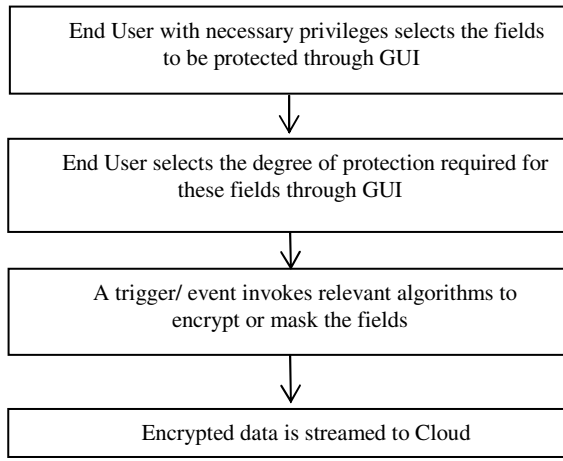 End User with necessary privileges selects the fields
to be protected through GUI
End User selects the degree of protection required for
these fields through GUI
A trigger/ event invokes relevant algorithms to
encrypt or mask the fields
Encrypted data is streamed to Cloud